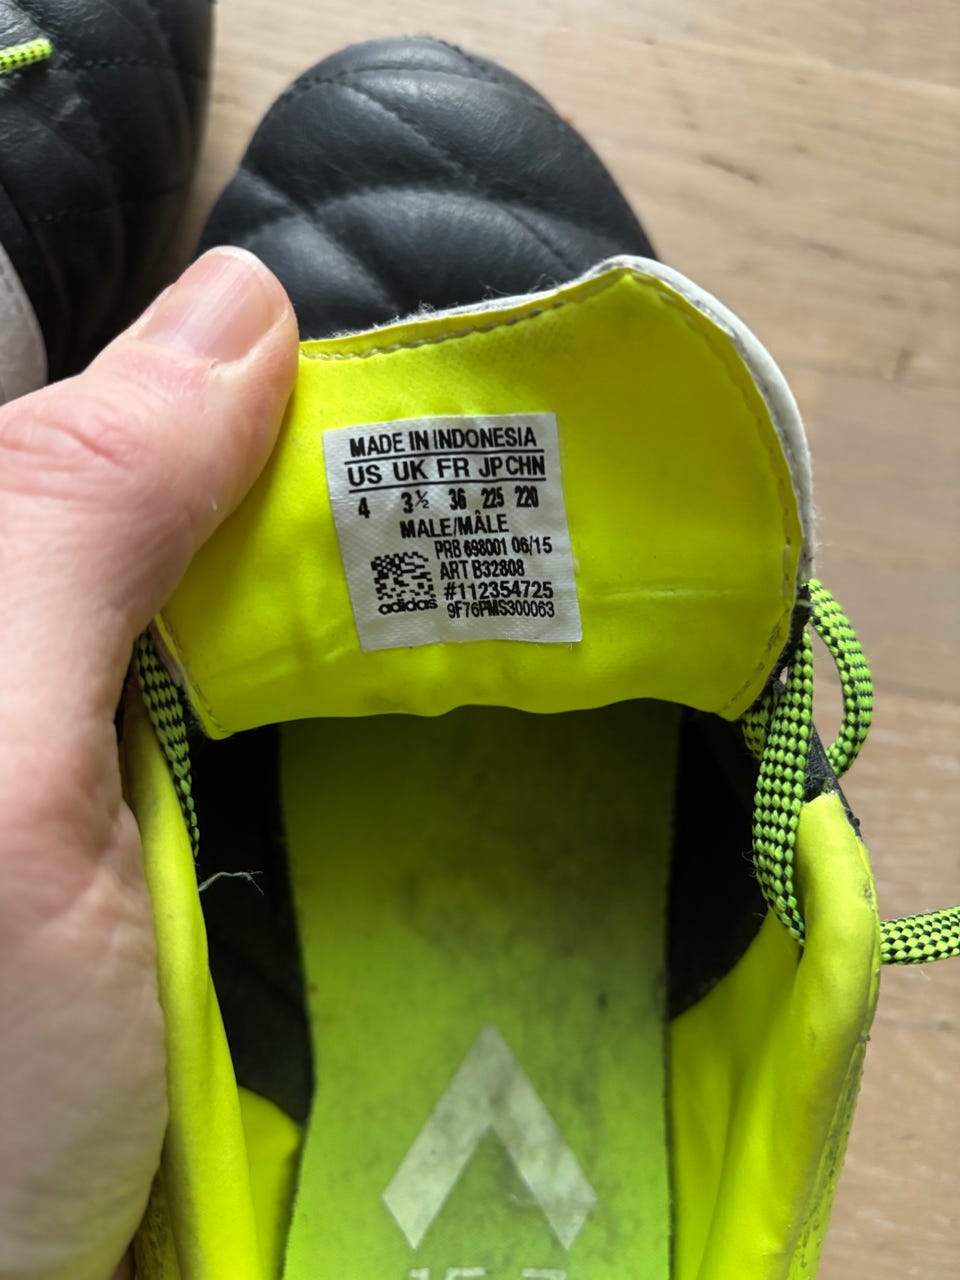 MADE IN INDONESIA
US UK FR JP CHN
4 3½ 36 225 220
MALE/MÂLE
PRB 698001 06/15
ART B32808
#112354725
adidas 9F76PMS300063